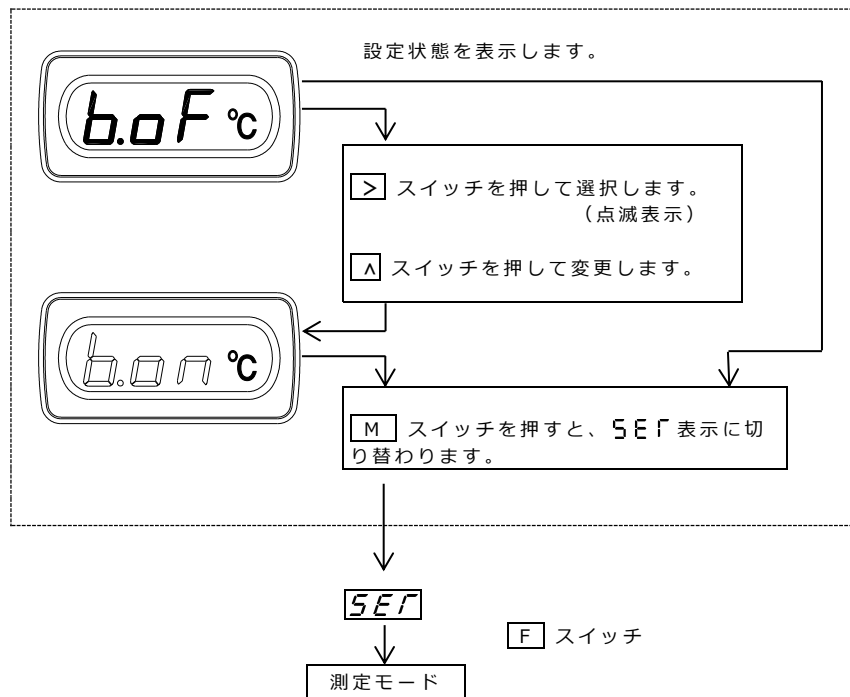 設定状態を表示します。
b.oF ℃
> スイッチを押して選択します。
(点滅表示)
∧ スイッチを押して変更します。
b.on ℃
M スイッチを押すと、SET表示に切
り替わります。
SET
F スイッチ
測定モード